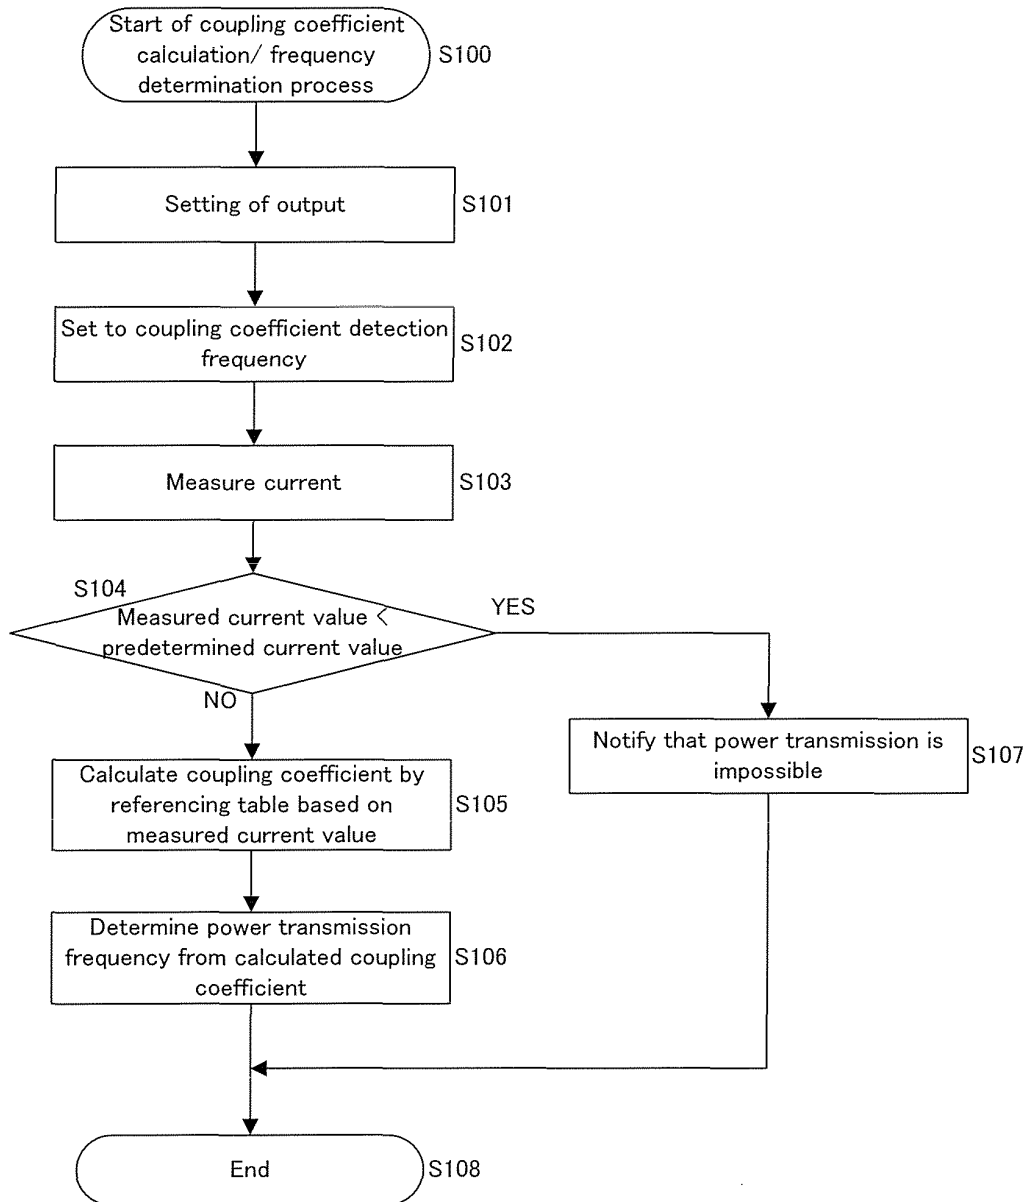 Start of coupling coefficient
calculation/ frequency
determination process
S100
Setting of output
S101
Set to coupling coefficient detection
frequency
S102
Measure current
S103
S104
Measured current value <
predetermined current value
YES
NO
Notify that power transmission is
impossible
S107
Calculate coupling coefficient by
referencing table based on
measured current value
S105
Determine power transmission
frequency from calculated coupling
coefficient
S106
End
S108